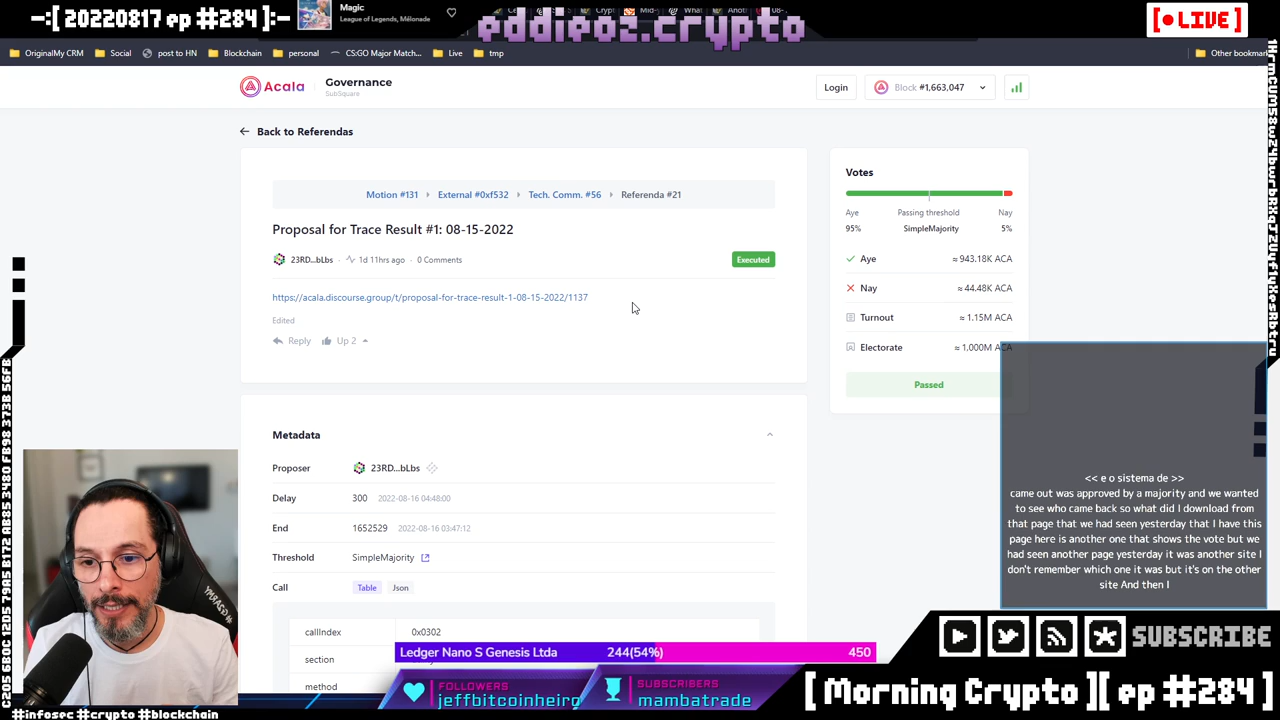 -:[ 20220817 ep #284 ]:-
Magic
League of Legends, Mélonade
Crypt
Mid-
What
Anoth
eddieoz.crypto
[ • LIVE ]
OriginalMy CRM
Social
post to HN
Blockchain
personal
CS:GO Major Match...
Live
tmp
Other bookmar
Acala
Governance
SubSquare
Login
Block #1,663,047
Back to Referendas
Motion #131
External #0xf532
Tech. Comm. #56
Referenda #21
Proposal for Trace Result #1: 08-15-2022
23RD...bLbs · 1d 11hrs ago · 0 Comments
Executed
https://acala.discourse.group/t/proposal-for-trace-result-1-08-15-2022/1137
Edited
Reply
Up 2
Votes
Aye
Passing threshold
Nay
95%
SimpleMajority
5%
Aye
≈ 943.18K ACA
Nay
≈ 44.48K ACA
Turnout
≈ 1.15M ACA
Electorate
≈ 1,000M ACA
Passed
Metadata
Proposer
23RD...bLbs
Delay
300 2022-08-16 04:48:00
End
1652529 2022-08-16 03:47:12
Threshold
SimpleMajority
Call
Table
Json
callIndex
0x0302
section
method
<< e o sistema de >>
came out was approved by a majority and we wanted
to see who came back so what did I download from
that page that we had seen yesterday that I have this
page here is another one that shows the vote but we
had seen another page yesterday it was another site I
don't remember which one it was but it's on the other
site And then I
Ledger Nano S Genesis Ltda
244(54%)
450
FOLLOWERS
jeffbitcoinheiro
SUBSCRIBERS
mambatrade
SUBSCRIBE
[ Morning Crypto ][ ep #284 ]
#infosec #crypto #blockchain